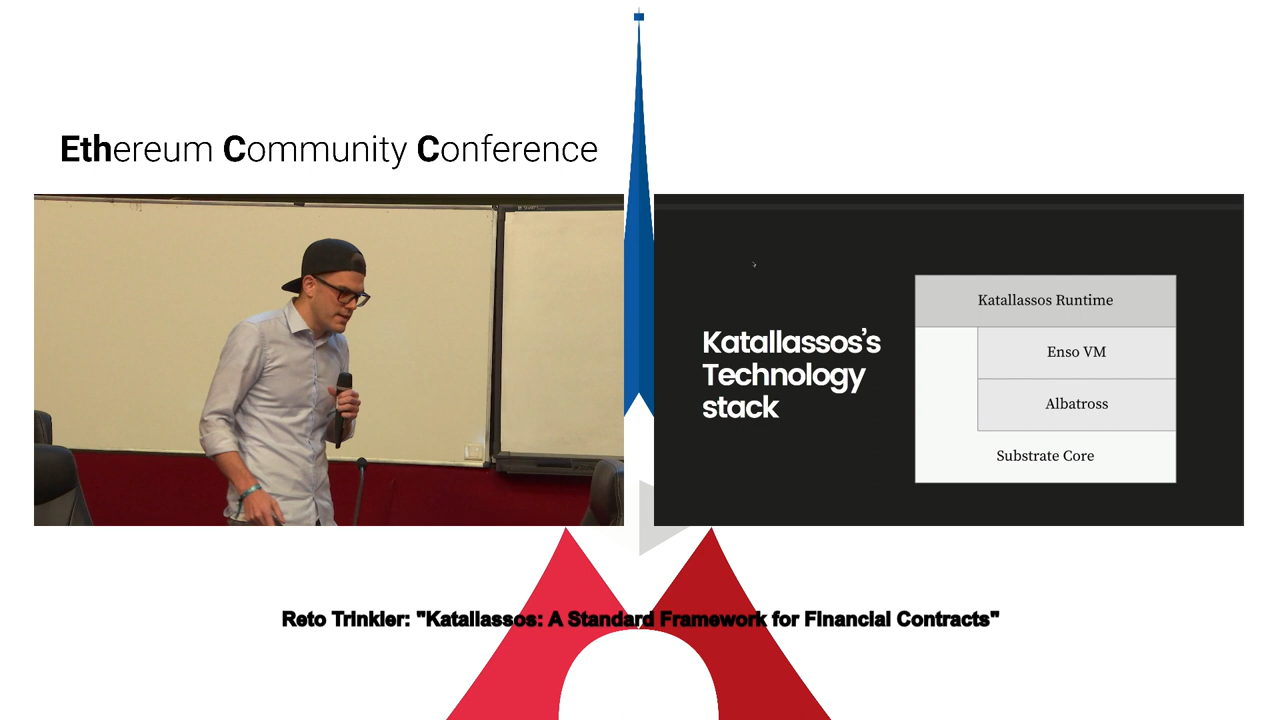 Ethereum Community Conference
Katallassos's
Technology
stack
Katallassos Runtime
Enso VM
Albatross
Substrate Core
Reto Trinkler: "Katallassos: A Standard Framework for Financial Contracts"